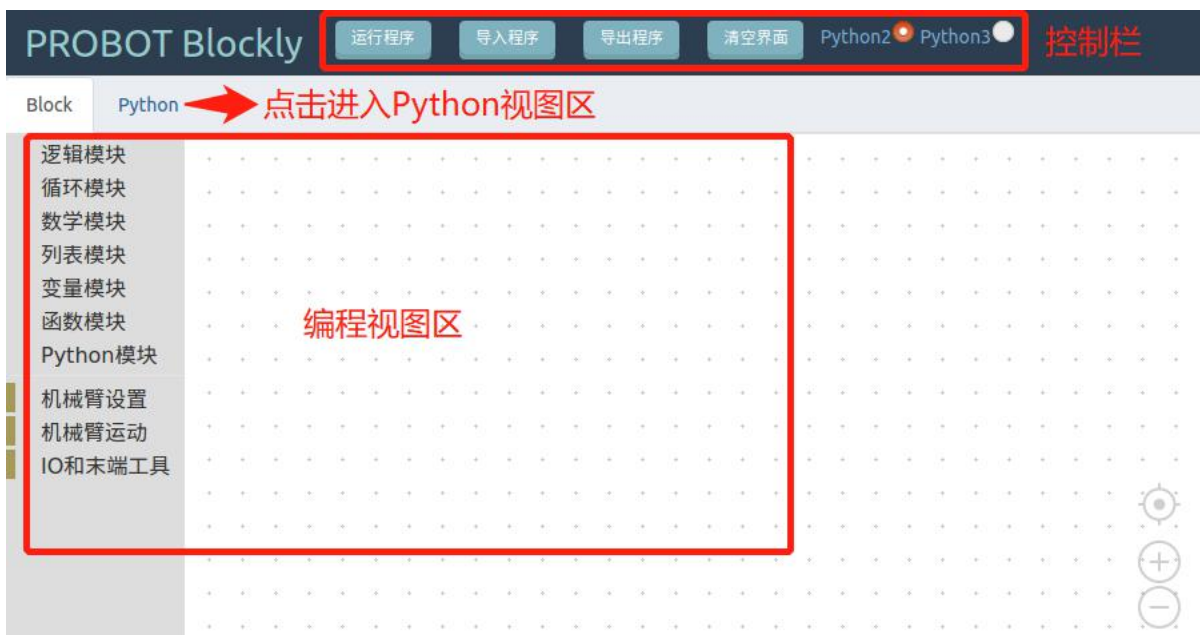 PROBOT Blockly 运行程序 导入程序 导出程序 清空界面 Python2 Python3 控制栏
Block Python 点击进入Python视图区
逻辑模块
循环模块
数学模块
列表模块
变量模块
函数模块
编程视图区
Python模块
机械臂设置
机械臂运动
IO和末端工具